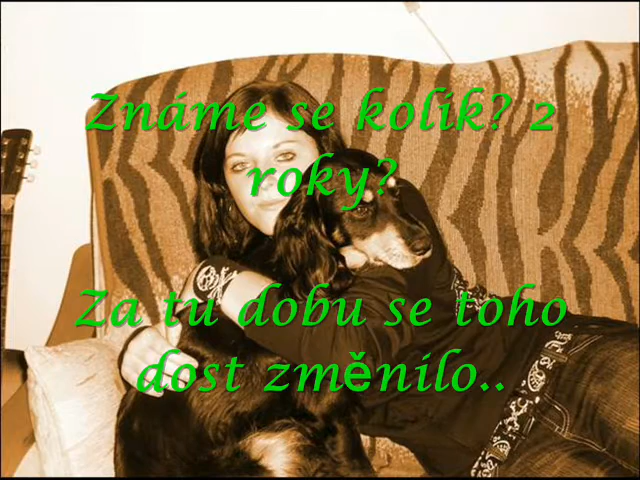 Známe se kolik? 2
roky?
Za tu dobu se toho
dost změnilo..